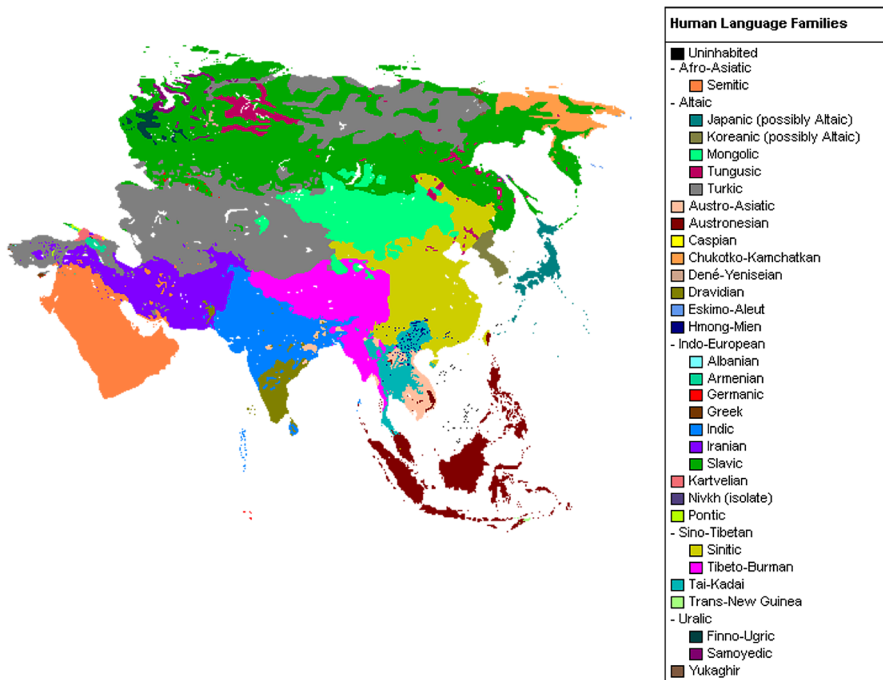 Human Language Families
Uninhabited
- Afro-Asiatic
Semitic
- Altaic
Japanic (possibly Altaic)
Koreanic (possibly Altaic)
Mongolic
Tungusic
Turkic
Austro-Asiatic
Austronesian
Caspian
Chukotko-Kamchatkan
Dené-Yeniseian
Dravidian
Eskimo-Aleut
Hmong-Mien
- Indo-European
Albanian
Armenian
Germanic
Greek
Indic
Iranian
Slavic
Kartvelian
Nivkh (isolate)
Pontic
- Sino-Tibetan
Sinitic
Tibeto-Burman
Tai-Kadai
Trans-New Guinea
- Uralic
Finno-Ugric
Samoyedic
Yukaghir